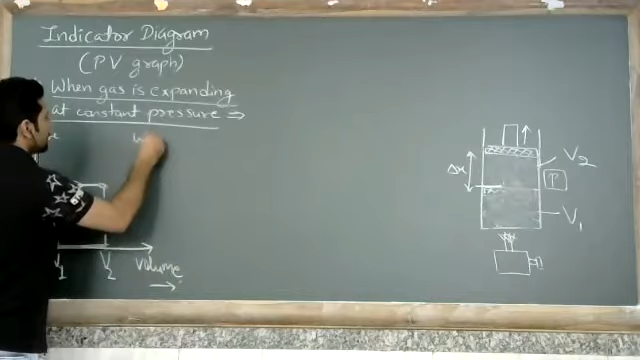 Indicator Diagram
(PV graph)
When gas is expanding
at constant pressure ⇒
W
V1 V2 Volume
Δx
V2
P
V1